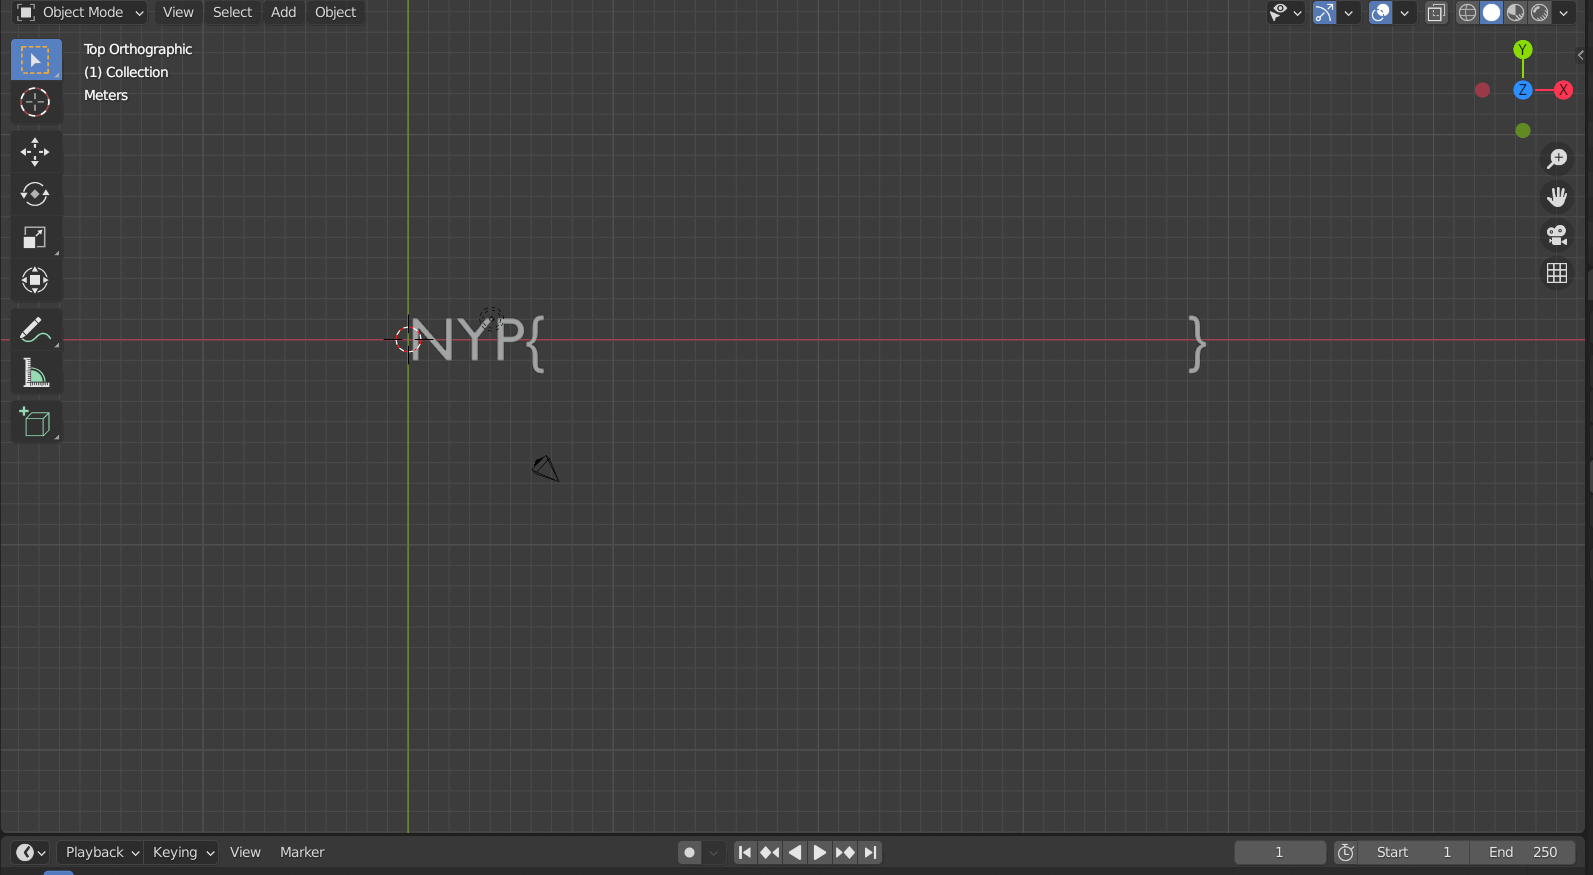 Object Mode View Select Add Object
Top Orthographic
(1) Collection
Meters
Y
Z X
NYP{ }
Playback Keying View Marker 1 Start 1 End 250